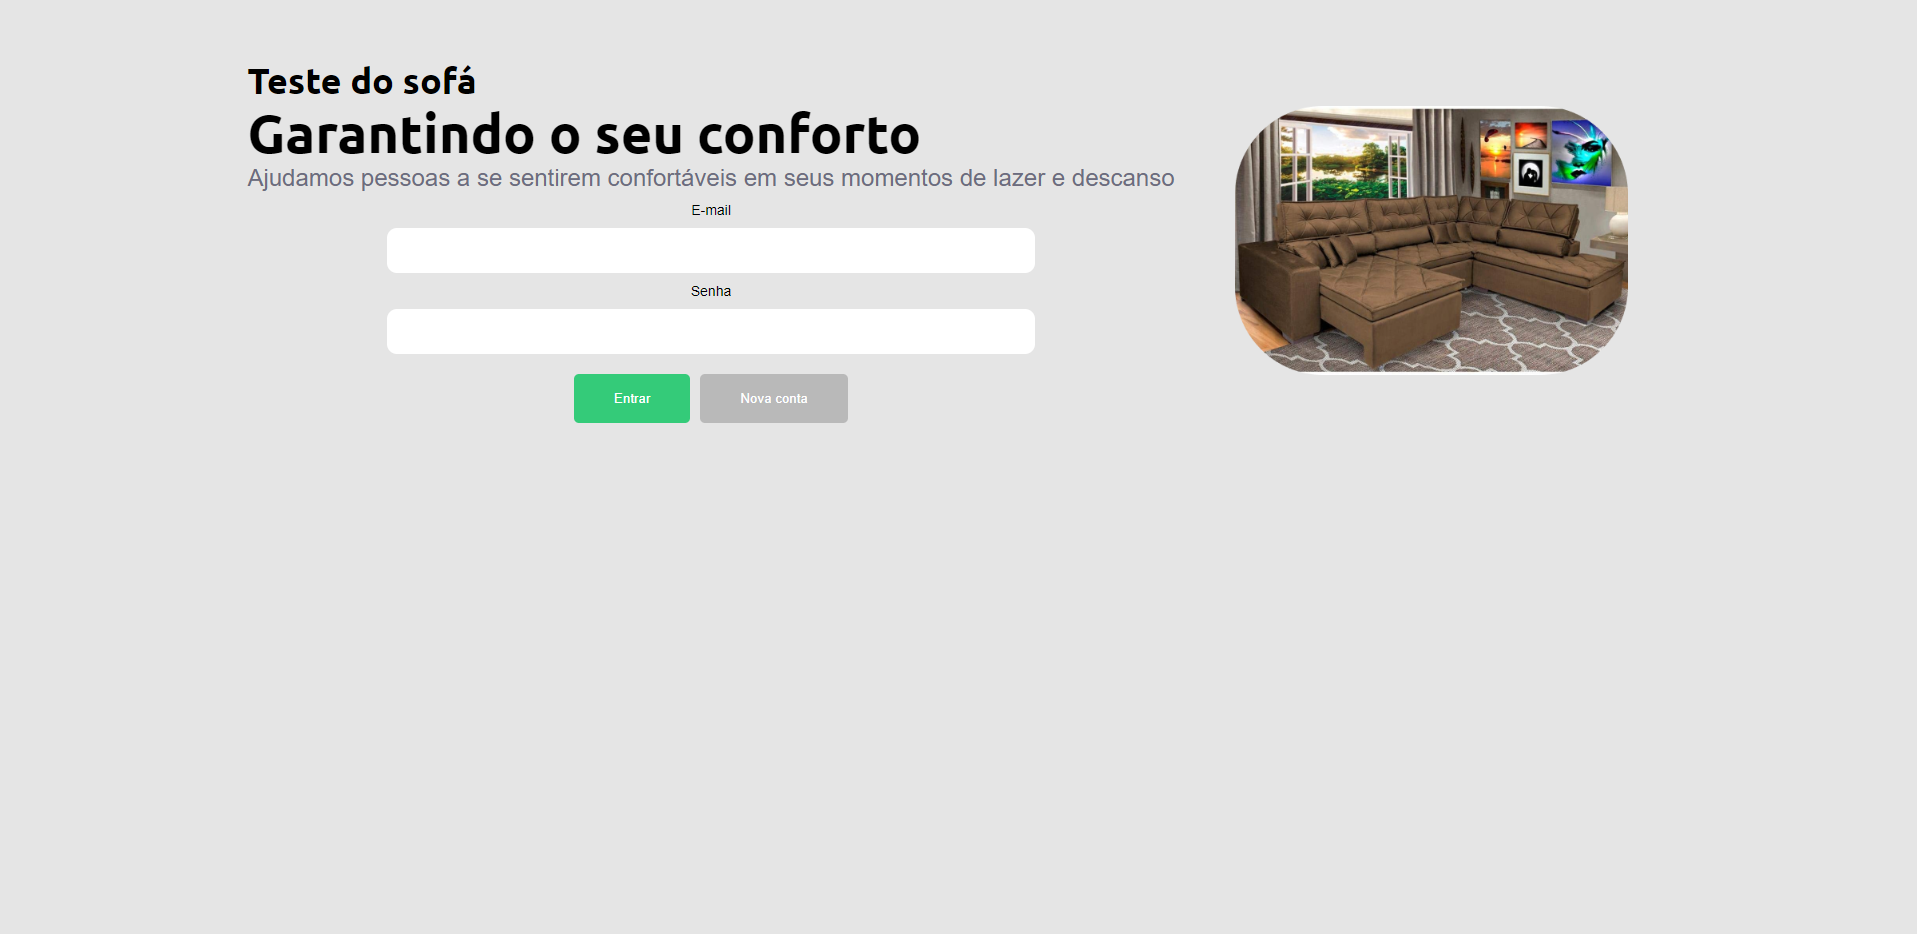 Teste do sofá
Garantindo o seu conforto
Ajudamos pessoas a se sentirem confortáveis em seus momentos de lazer e descanso
E-mail
Senha
Entrar
Nova conta